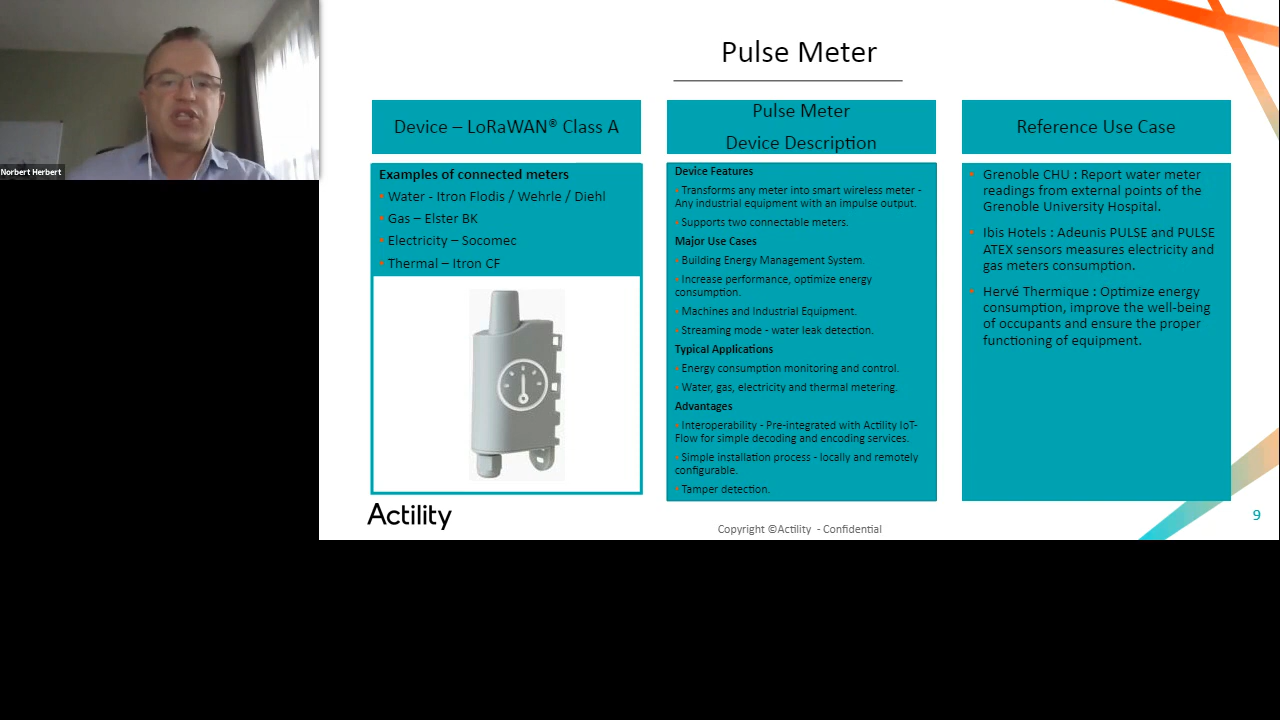 Norbert Herbert
Pulse Meter
Device – LoRaWAN® Class A
Examples of connected meters
• Water - Itron Flodis / Wehrle / Diehl
• Gas – Elster BK
• Electricity – Socomec
• Thermal – Itron CF
Pulse Meter
Device Description
Device Features
• Transforms any meter into smart wireless meter -
Any industrial equipment with an impulse output.
• Supports two connectable meters.
Major Use Cases
• Building Energy Management System.
• Increase performance, optimize energy
consumption.
• Machines and Industrial Equipment.
• Streaming mode - water leak detection.
Typical Applications
• Energy consumption monitoring and control.
• Water, gas, electricity and thermal metering.
Advantages
• Interoperability - Pre-integrated with Actility IoT-
Flow for simple decoding and encoding services.
• Simple installation process - locally and remotely
configurable.
• Tamper detection.
Reference Use Case
• Grenoble CHU : Report water meter
readings from external points of the
Grenoble University Hospital.
• Ibis Hotels : Adeunis PULSE and PULSE
ATEX sensors measures electricity and
gas meters consumption.
• Hervé Thermique : Optimize energy
consumption, improve the well-being
of occupants and ensure the proper
functioning of equipment.
Actility
Copyright ©Actility - Confidential
9